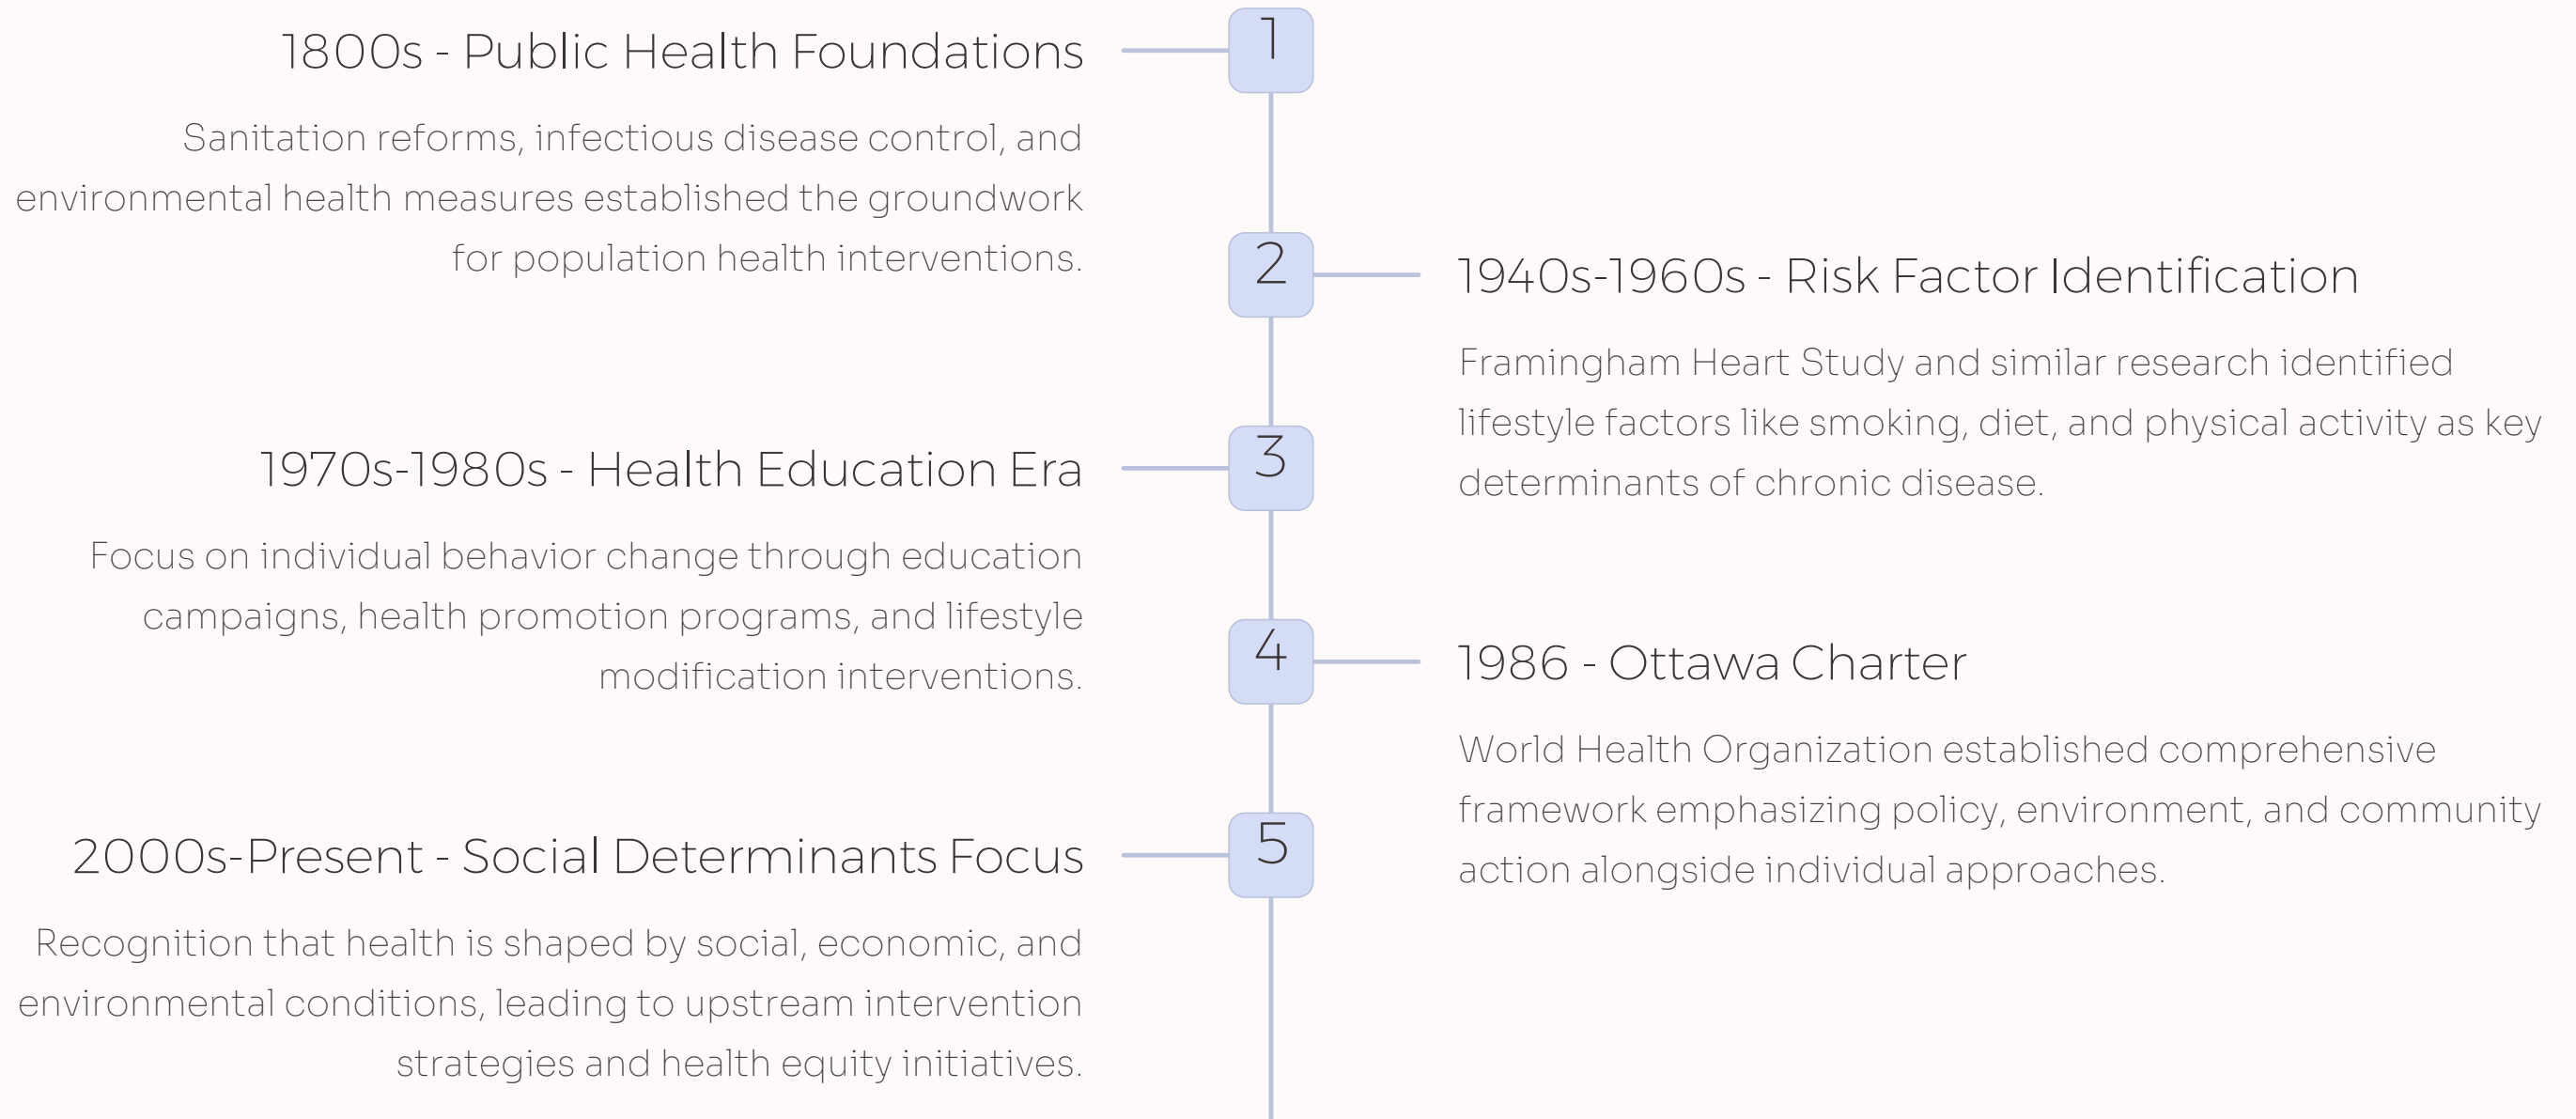 1
1800s - Public Health Foundations
Sanitation reforms, infectious disease control, and
environmental health measures established the groundwork
for population health interventions.
2
1940s-1960s - Risk Factor Identification
Framingham Heart Study and similar research identified
lifestyle factors like smoking, diet, and physical activity as key
determinants of chronic disease.
3
1970s-1980s - Health Education Era
Focus on individual behavior change through education
campaigns, health promotion programs, and lifestyle
modification interventions.
4
1986 - Ottawa Charter
World Health Organization established comprehensive
framework emphasizing policy, environment, and community
action alongside individual approaches.
5
2000s-Present - Social Determinants Focus
Recognition that health is shaped by social, economic, and
environmental conditions, leading to upstream intervention
strategies and health equity initiatives.